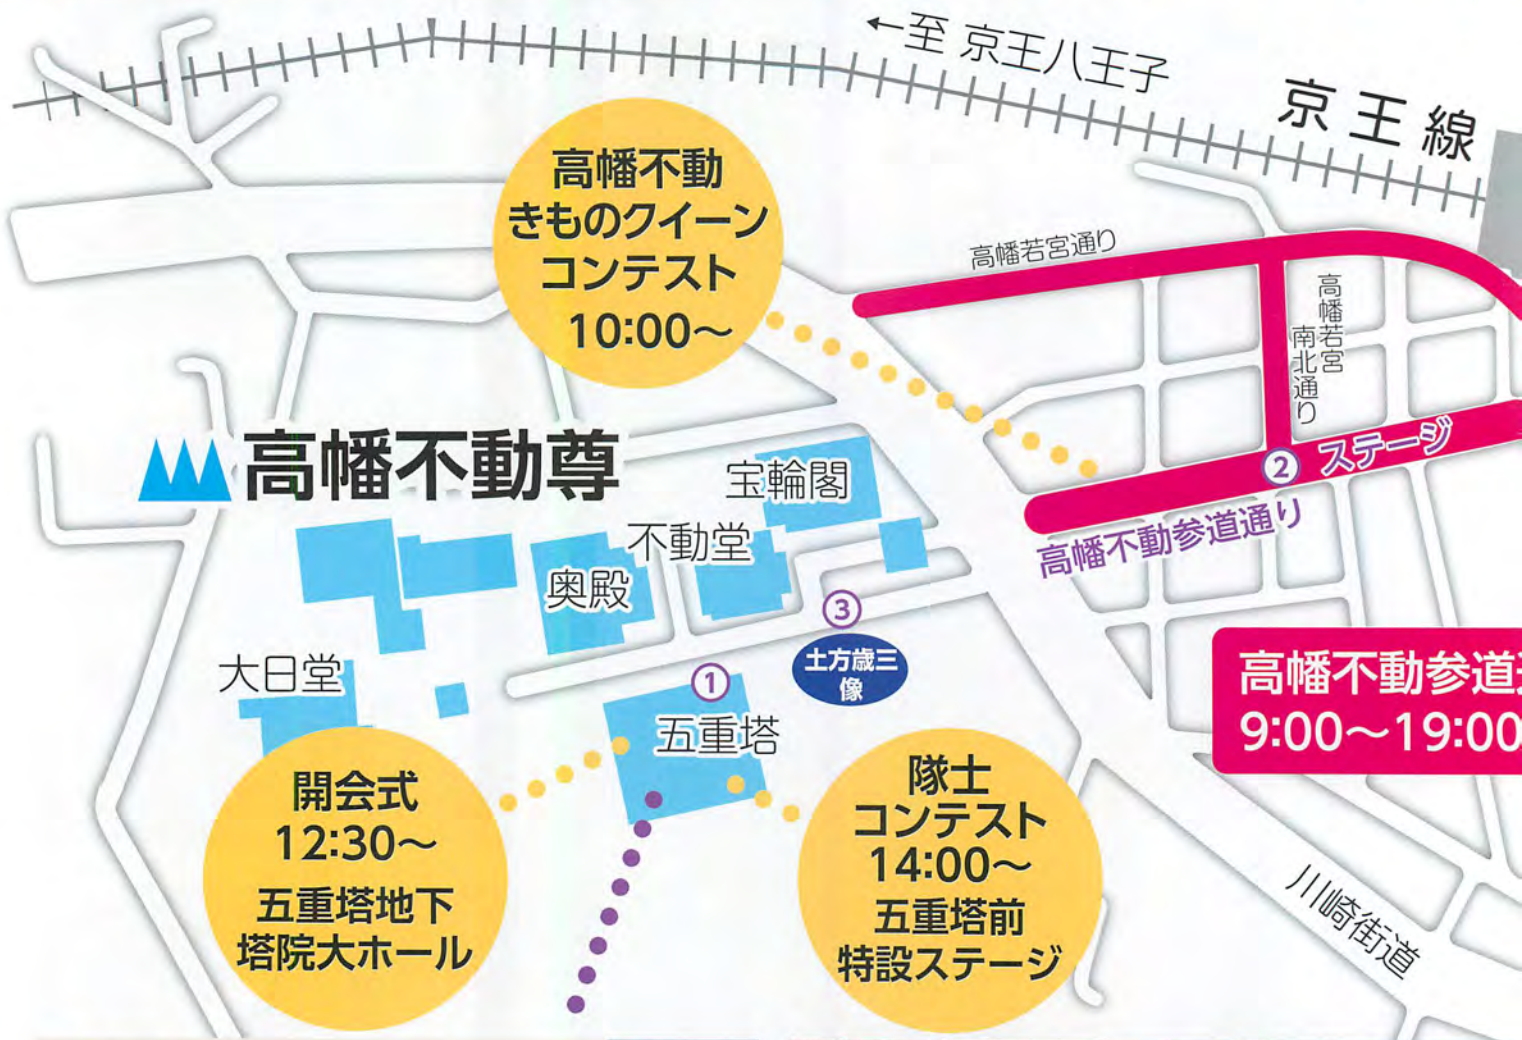 ←至 京王八王子
京王線
高幡不動
きものクイーン
コンテスト
10:00～
高幡若宮通り
高幡若宮
南北通り
② ステージ
高幡不動参道通り
高幡不動尊
宝輪閣
不動堂
奥殿
③
土方歳三
像
大日堂
①
五重塔
高幡不動参道
9:00～19:00
開会式
12:30～
五重塔地下
塔院大ホール
隊士
コンテスト
14:00～
五重塔前
特設ステージ
川崎街道